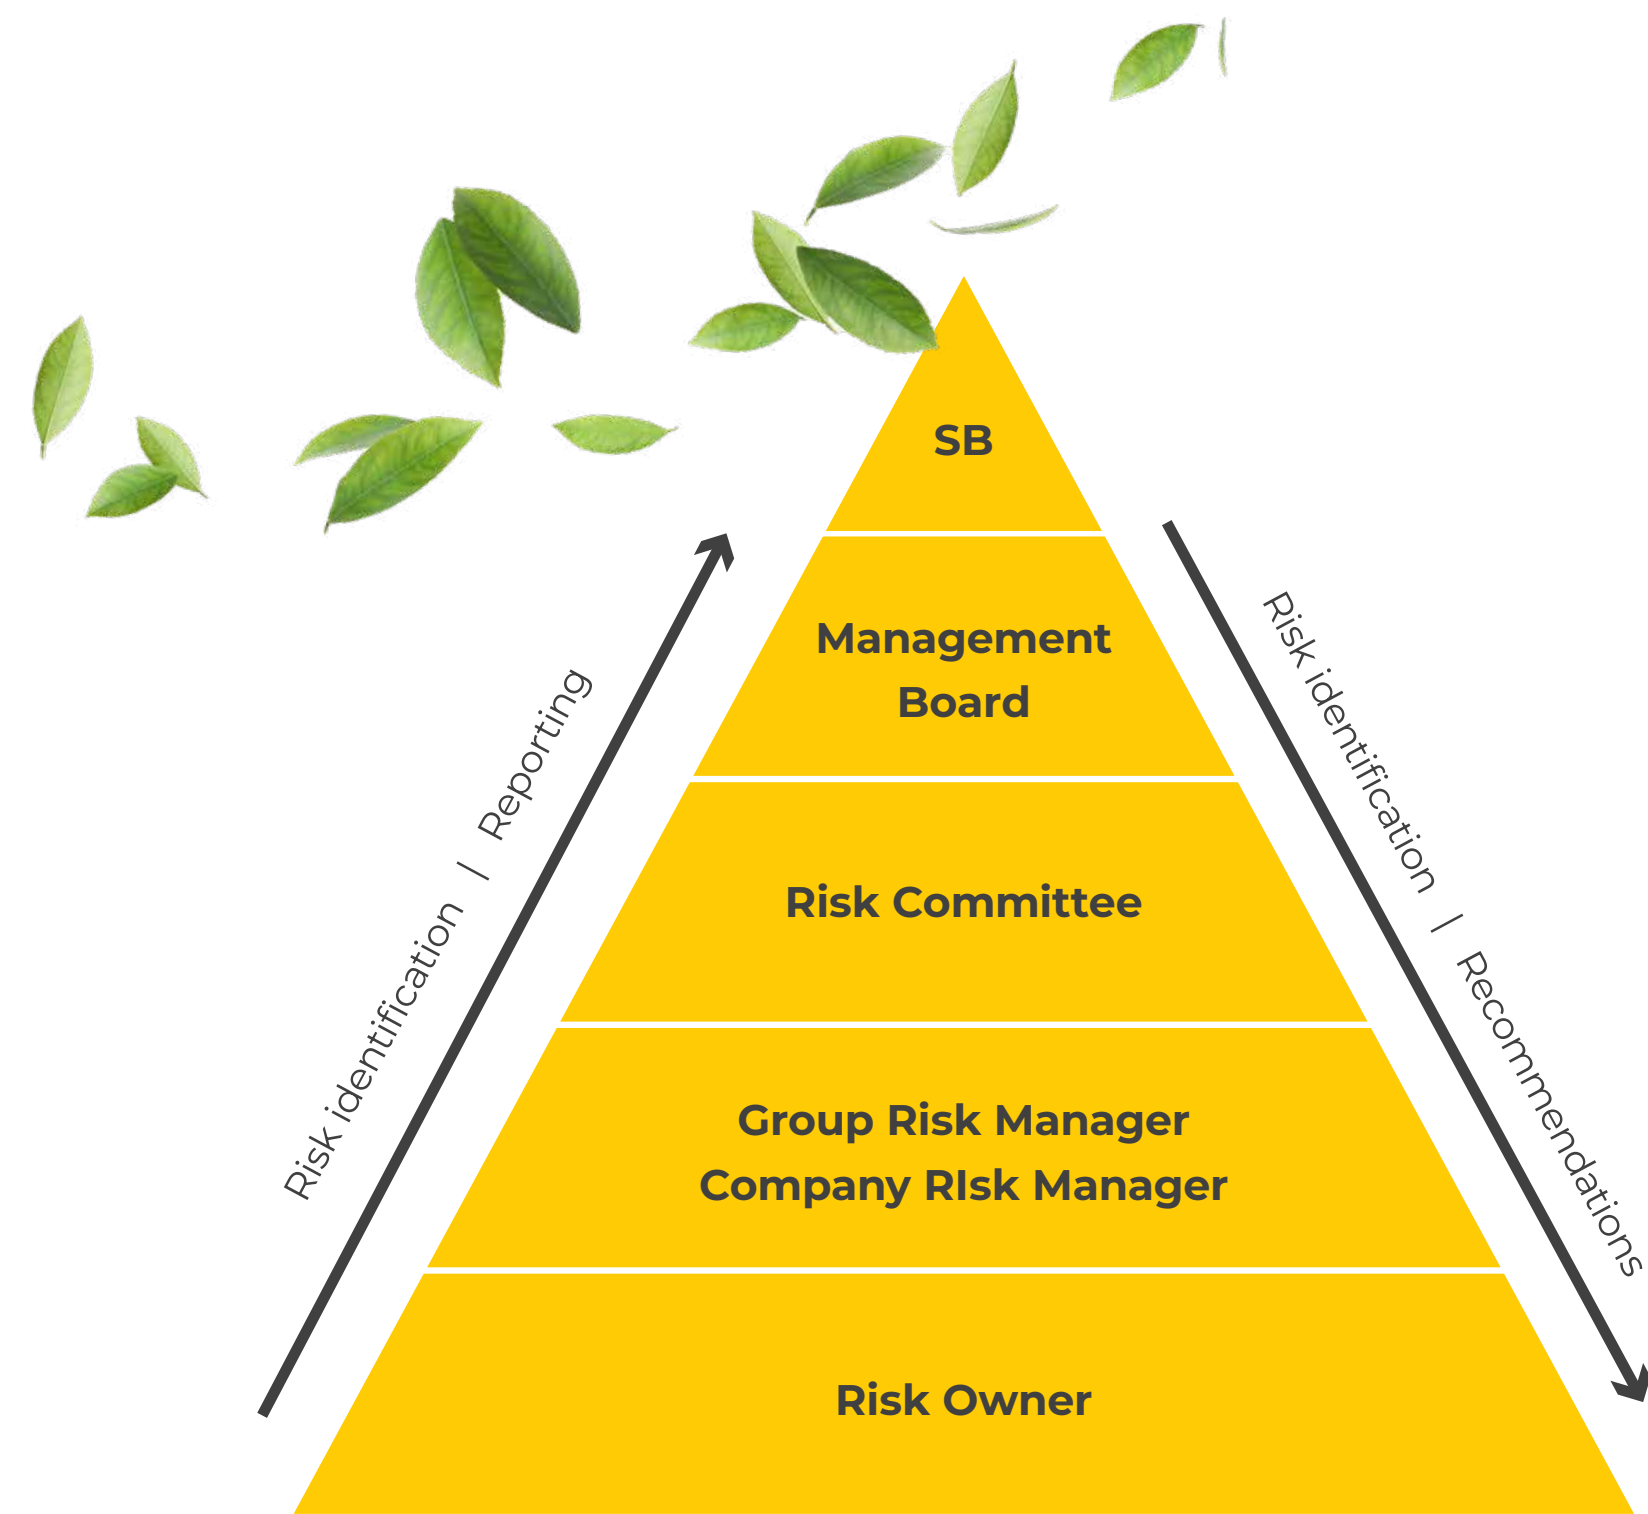 SB
Management
Board
Risk Committee
Group Risk Manager
Company RIsk Manager
Risk Owner
Risk identification | Reporting
Risk identification | Recommendations